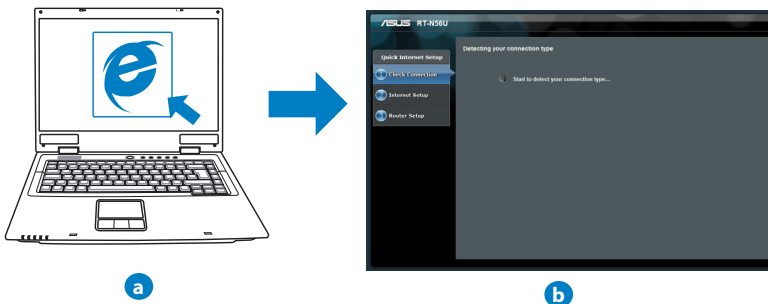 ASUS RT-N56U
Quick Internet Setup
Check Connection
Internet Setup
Router Setup
Detecting your connection type
Start to detect your connection type...
a
b